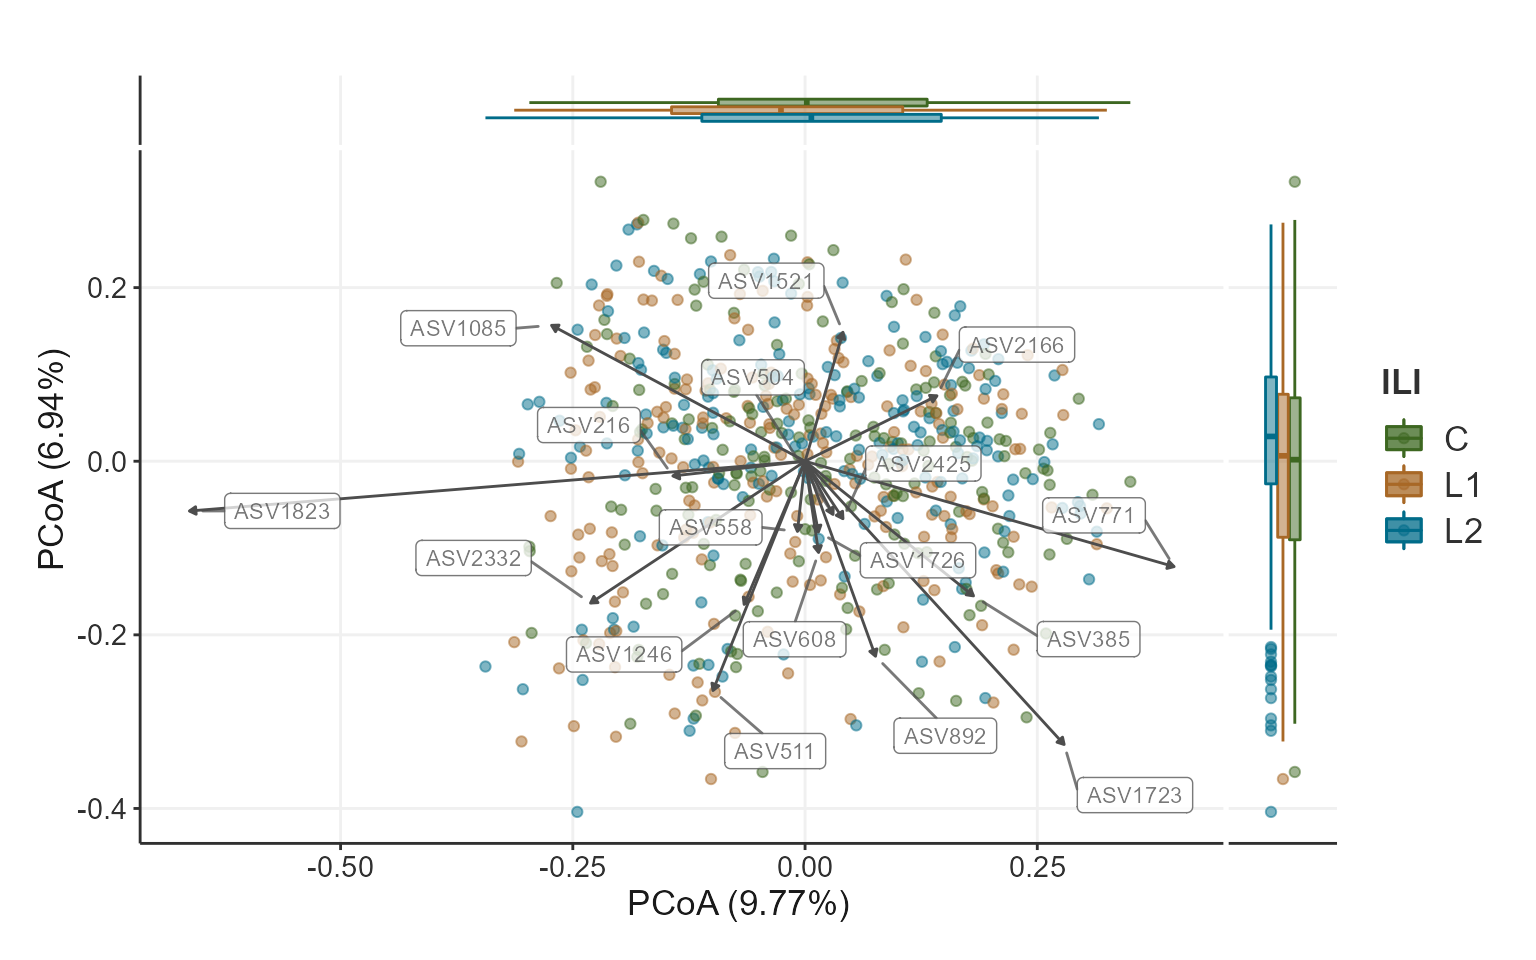 ASV1521
0.2
ASV1085
ASV2166
ASV504
ILI
ASV216
C
PCoA (6.94%)
0.0
ASV2425
L1
ASV1823
ASV771
ASV558
L2
ASV2332
ASV1726
-0.2
ASV608
ASV385
ASV1246
ASV892
ASV511
ASV1723
-0.4
-0.50
-0.25
0.00
0.25
PCoA (9.77%)